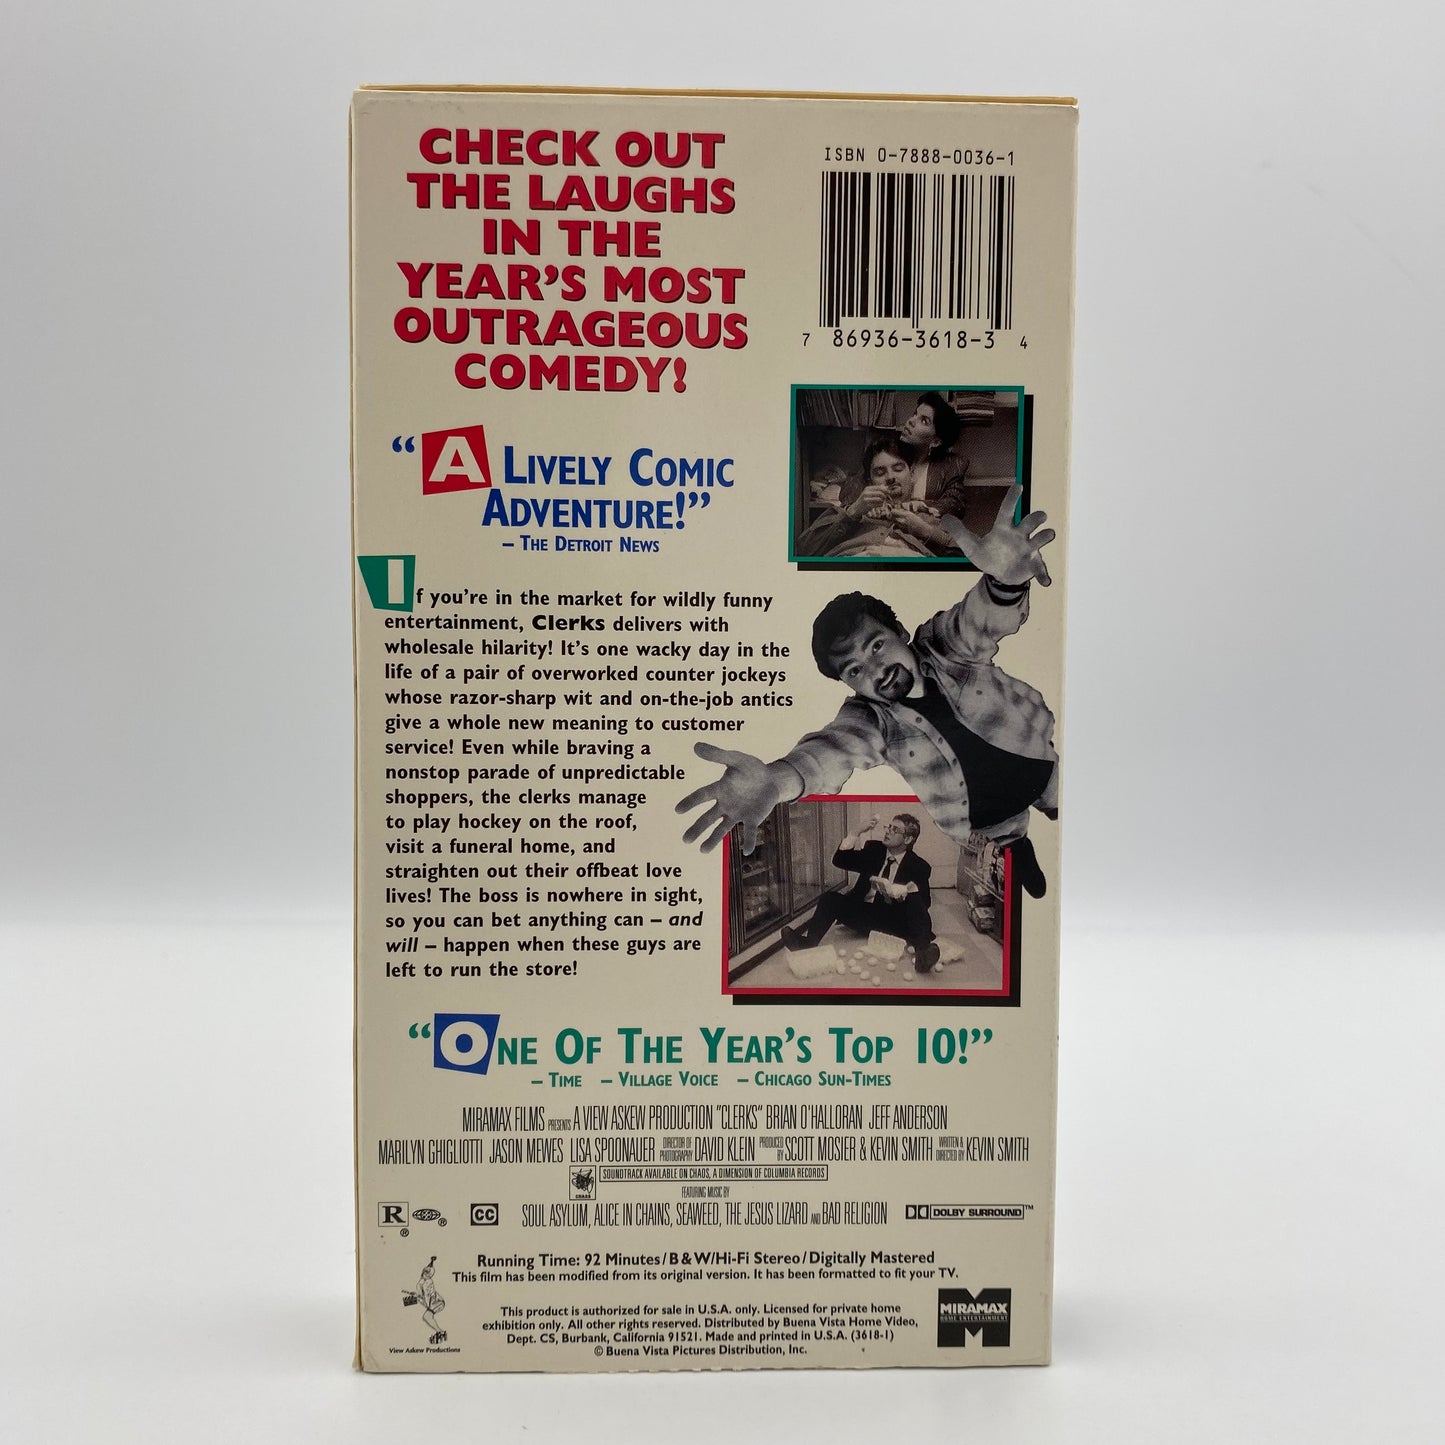 CHECK OUT
THE LAUGHS
IN THE
YEAR'S MOST
OUTRAGEOUS
COMEDY!
ISBN 0-7888-0036-1
7 86936-3618-3 4
"A LIVELY COMIC
ADVENTURE!"
– THE DETROIT NEWS
If you're in the market for wildly funny
entertainment, Clerks delivers with
wholesale hilarity! It's one wacky day in the
life of a pair of overworked counter jockeys
whose razor-sharp wit and on-the-job antics
give a whole new meaning to customer
service! Even while braving a
nonstop parade of unpredictable
shoppers, the clerks manage
to play hockey on the roof,
visit a funeral home, and
straighten out their offbeat love
lives! The boss is nowhere in sight,
so you can bet anything can – and
will – happen when these guys are
left to run the store!
"ONE OF THE YEAR'S TOP 10!"
– TIME – VILLAGE VOICE – CHICAGO SUN-TIMES
MIRAMAX FILMS PRESENTS A VIEW ASKEW PRODUCTION "CLERKS" BRIAN O'HALLORAN JEFF ANDERSON
MARILYN GHIGLIOTTI JASON MEWES LISA SPOONAUER DIRECTOR OF PHOTOGRAPHY DAVID KLEIN PRODUCED BY SCOTT MOSIER & KEVIN SMITH WRITTEN & DIRECTED BY KEVIN SMITH
CHAOS SOUNDTRACK AVAILABLE ON CHAOS, A DIMENSION OF COLUMBIA RECORDS
FEATURING MUSIC BY
R ® ® CC SOUL ASYLUM, ALICE IN CHAINS, SEAWEED, THE JESUS LIZARD AND BAD RELIGION DOLBY SURROUND™
Running Time: 92 Minutes/B&W/Hi-Fi Stereo/Digitally Mastered
This film has been modified from its original version. It has been formatted to fit your TV.
This product is authorized for sale in U.S.A. only. Licensed for private home
exhibition only. All other rights reserved. Distributed by Buena Vista Home Video,
Dept. CS, Burbank, California 91521. Made and printed in U.S.A. (3618-1)
© Buena Vista Pictures Distribution, Inc.
View Askew Productions
MIRAMAX
HOME ENTERTAINMENT